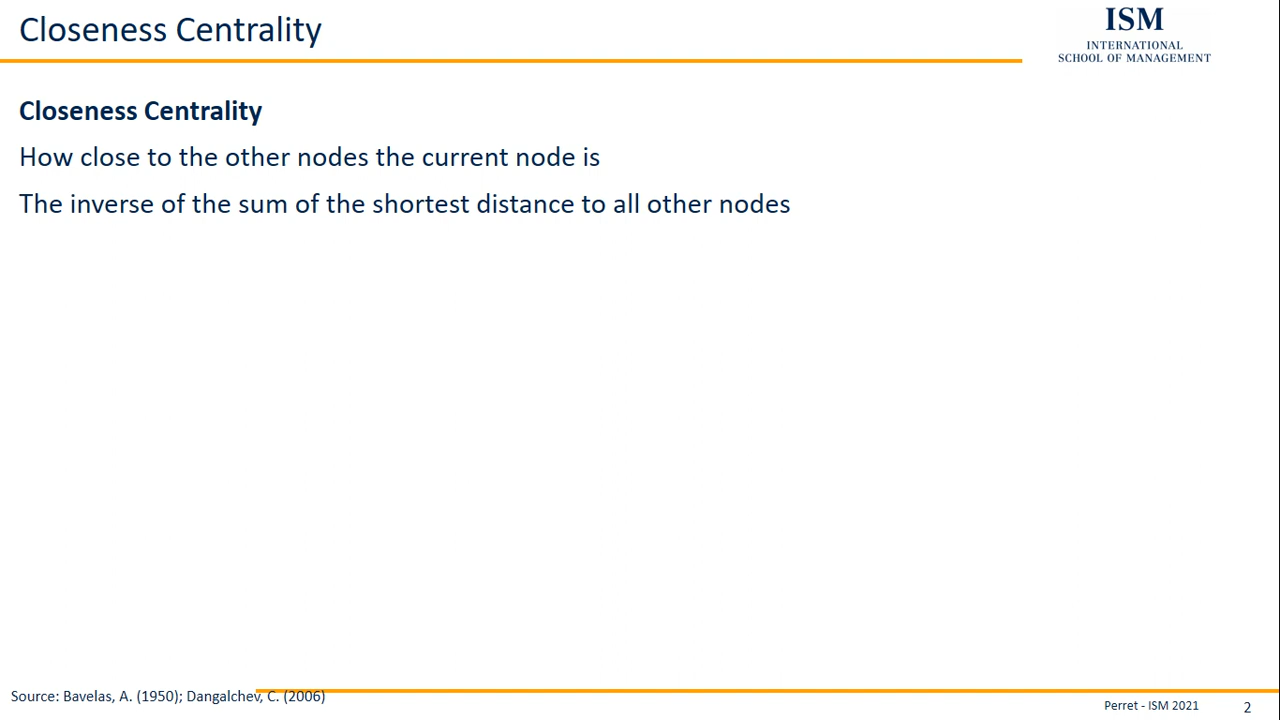 Closeness Centrality
ISM
INTERNATIONAL
SCHOOL OF MANAGEMENT
Closeness Centrality
How close to the other nodes the current node is
The inverse of the sum of the shortest distance to all other nodes
Source: Bavelas, A. (1950); Dangalchev, C. (2006)
Perret - ISM 2021
2